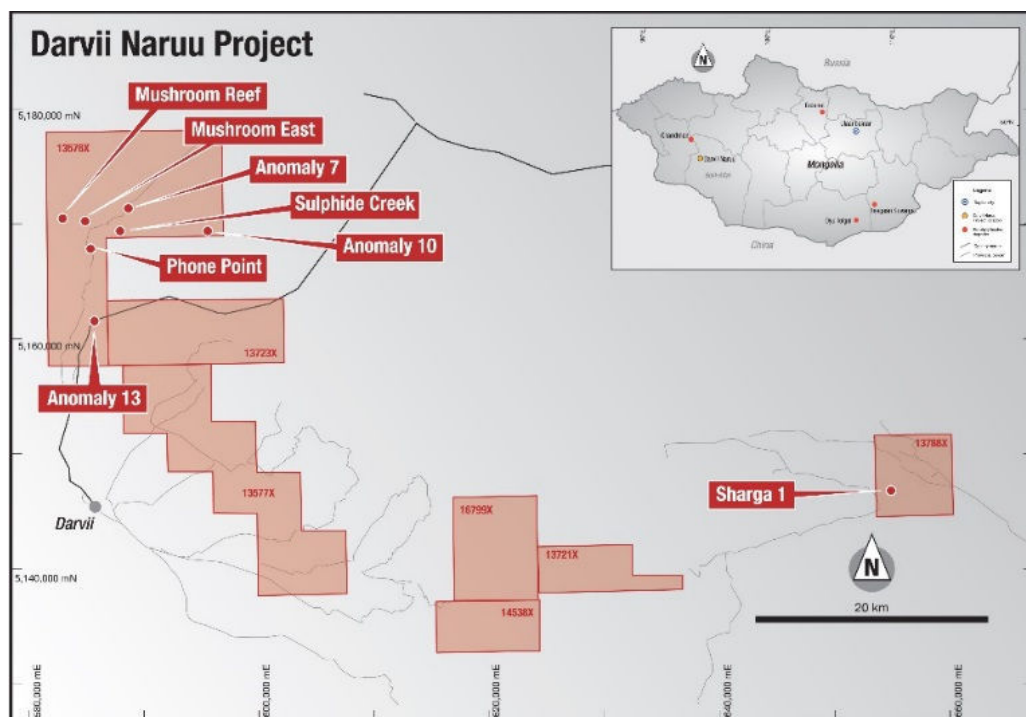 Darvii Naruu Project
Mushroom Reef
Mushroom East
Anomaly 7
Sulphide Creek
Anomaly 10
Phone Point
Anomaly 13
Sharga 1
Darvii
13723X
13577X
16799X
13721X
14538X
13788X
5,180,000 mN
5,160,000 mN
5,140,000 mN
580,000 mE
600,000 mE
620,000 mE
640,000 mE
660,000 mE
N
20 km
N
Russia
Mongolia
China